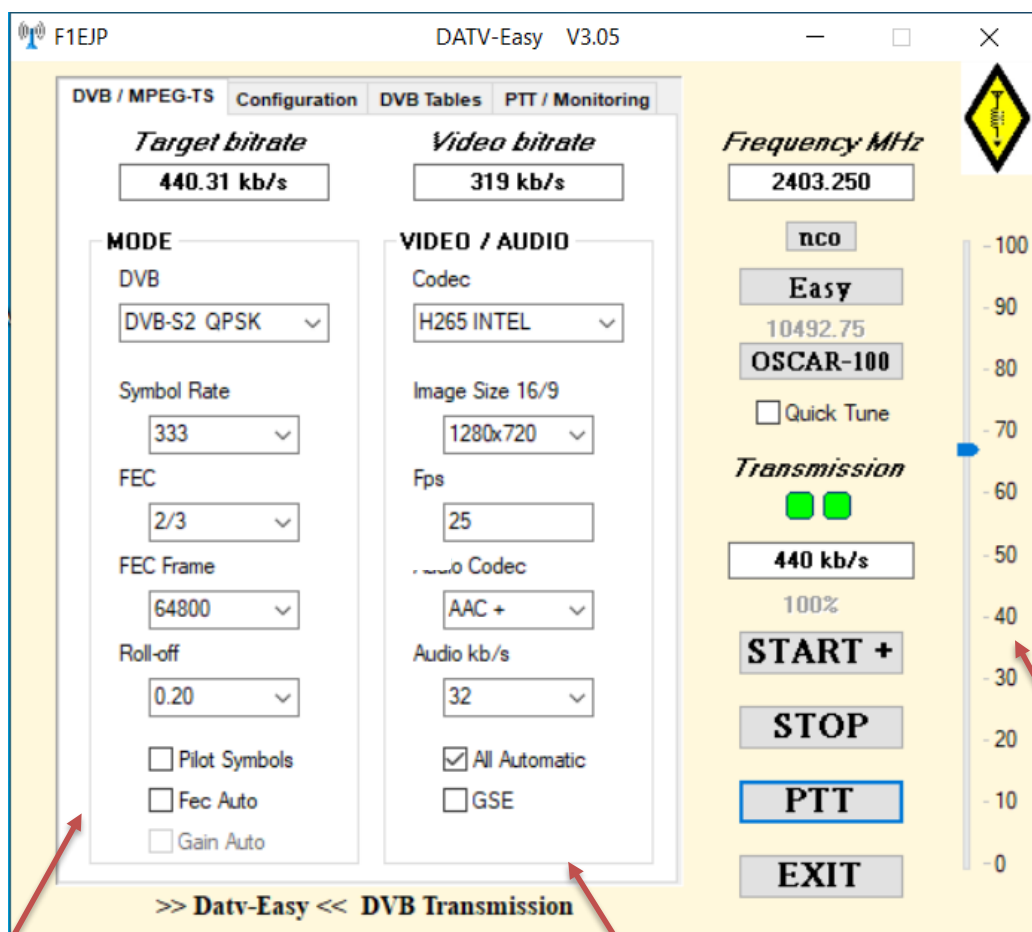 F1EJP DATV-Easy V3.05
DVB / MPEG-TS Configuration DVB Tables PTT / Monitoring
Target bitrate
440.31 kb/s
Video bitrate
319 kb/s
MODE
DVB
DVB-S2 QPSK
Symbol Rate
333
FEC
2/3
FEC Frame
64800
Roll-off
0.20
Pilot Symbols
Fec Auto
Gain Auto
VIDEO / AUDIO
Codec
H265 INTEL
Image Size 16/9
1280x720
Fps
25
Codec
AAC +
Audio kb/s
32
All Automatic
GSE
>> Datv-Easy << DVB Transmission
Frequency MHz
2403.250
nco
Easy
10492.75
OSCAR-100
Quick Tune
Transmission
440 kb/s
100%
START +
STOP
PTT
EXIT
100
90
80
70
60
50
40
30
20
10
0